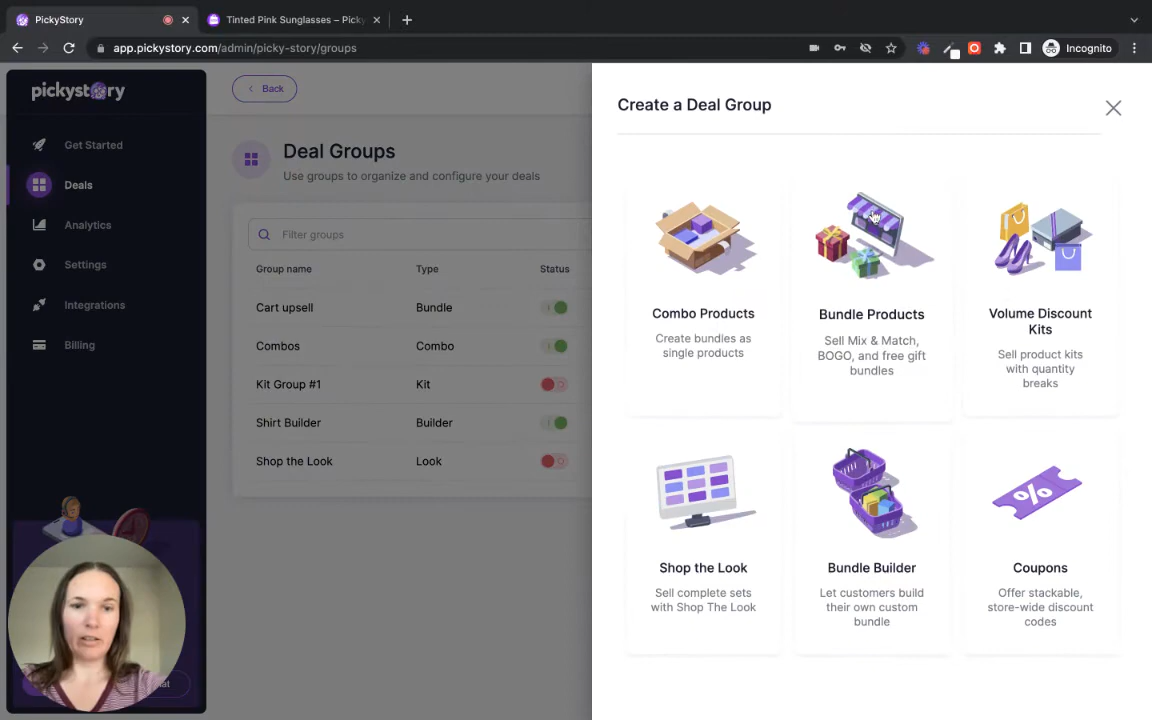 PickyStory
Tinted Pink Sunglasses – Picky
app.pickystory.com/admin/picky-story/groups
Incognito
pickystory
Get Started
Deals
Analytics
Settings
Integrations
Billing
Back
Deal Groups
Use groups to organize and configure your deals
Filter groups
Group name Type Status
Cart upsell Bundle
Combos Combo
Kit Group #1 Kit
Shirt Builder Builder
Shop the Look Look
Create a Deal Group
Combo Products
Create bundles as
single products
Bundle Products
Sell Mix & Match,
BOGO, and free gift
bundles
Volume Discount
Kits
Sell product kits
with quantity
breaks
Shop the Look
Sell complete sets
with Shop The Look
Bundle Builder
Let customers build
their own custom
bundle
%
Coupons
Offer stackable,
store-wide discount
codes